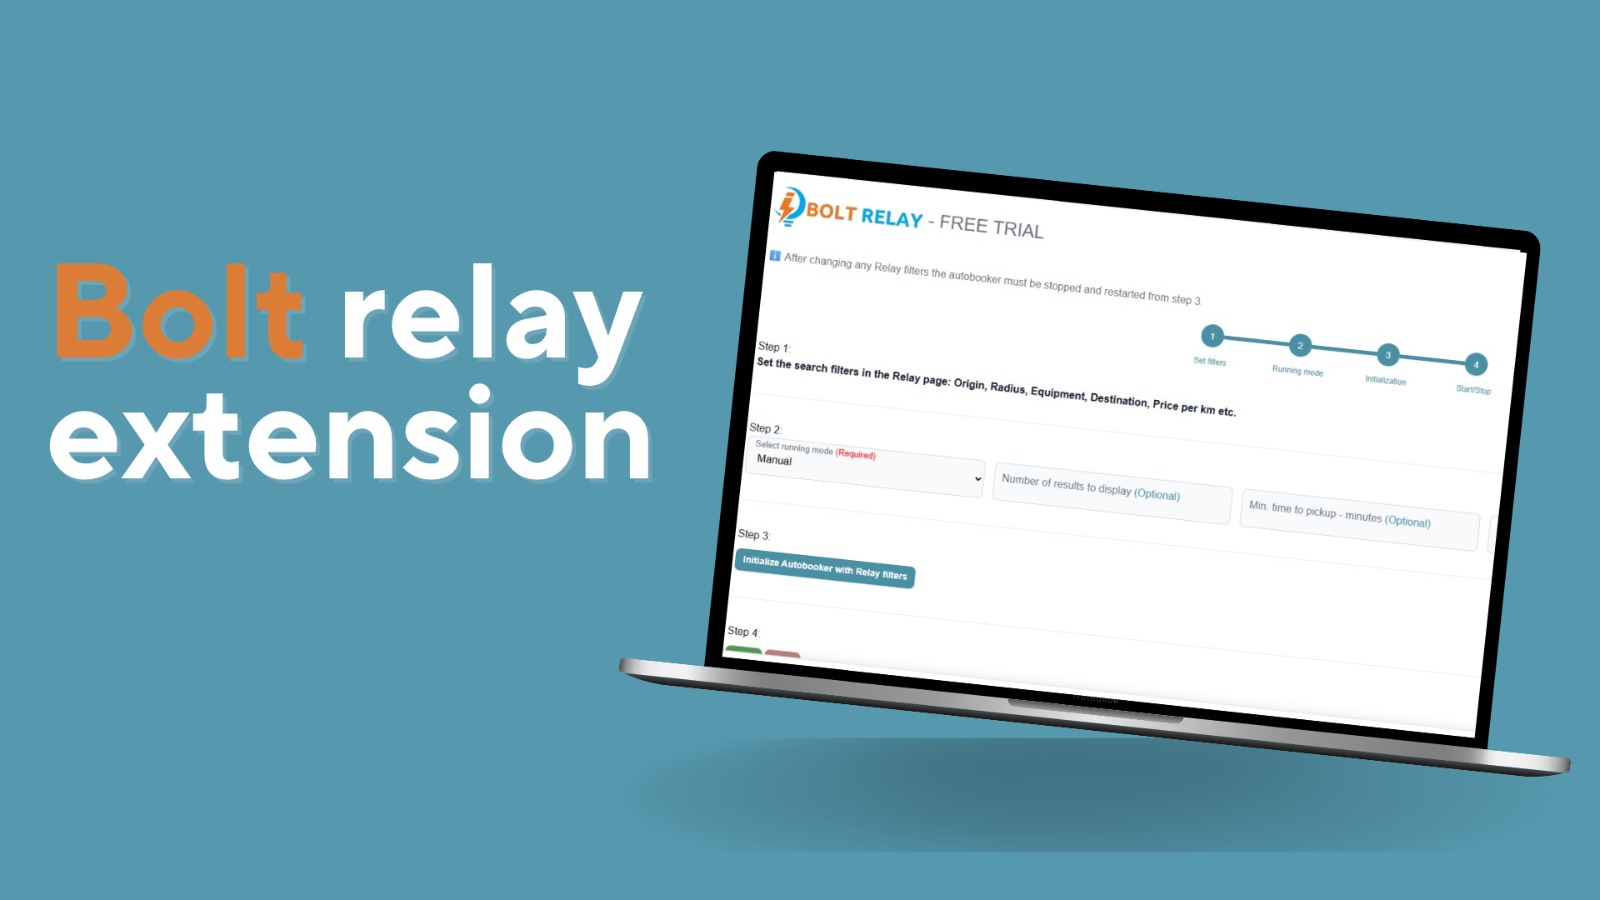 Bolt relay
extension
BOLT RELAY - FREE TRIAL
After changing any Relay filters the autobooker must be stopped and restarted from step 3.
1
2
3
4
Set filters
Running mode
Initialization
Start/Stop
Step 1:
Set the search filters in the Relay page: Origin, Radius, Equipment, Destination, Price per km etc.
Step 2:
Select running mode (Required)
Manual
Number of results to display (Optional)
Min. time to pickup - minutes (Optional)
Step 3:
Initialize Autobooker with Relay filters
Step 4: